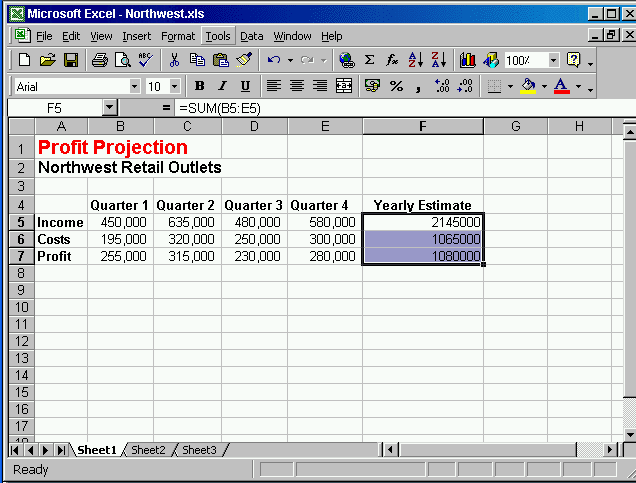 Microsoft Excel - Northwest.xls
File Edit View Insert Format Tools Data Window Help
100%
Arial 10 B I U $ % ,
F5 = =SUM(B5:E5)
A B C D E F G H
1 Profit Projection
2 Northwest Retail Outlets
3
4 Quarter 1 Quarter 2 Quarter 3 Quarter 4 Yearly Estimate
5 Income 450,000 635,000 480,000 580,000 2145000
6 Costs 195,000 320,000 250,000 300,000 1065000
7 Profit 255,000 315,000 230,000 280,000 1080000
8
9
10
11
12
13
14
15
16
17
Sheet1 Sheet2 Sheet3
Ready